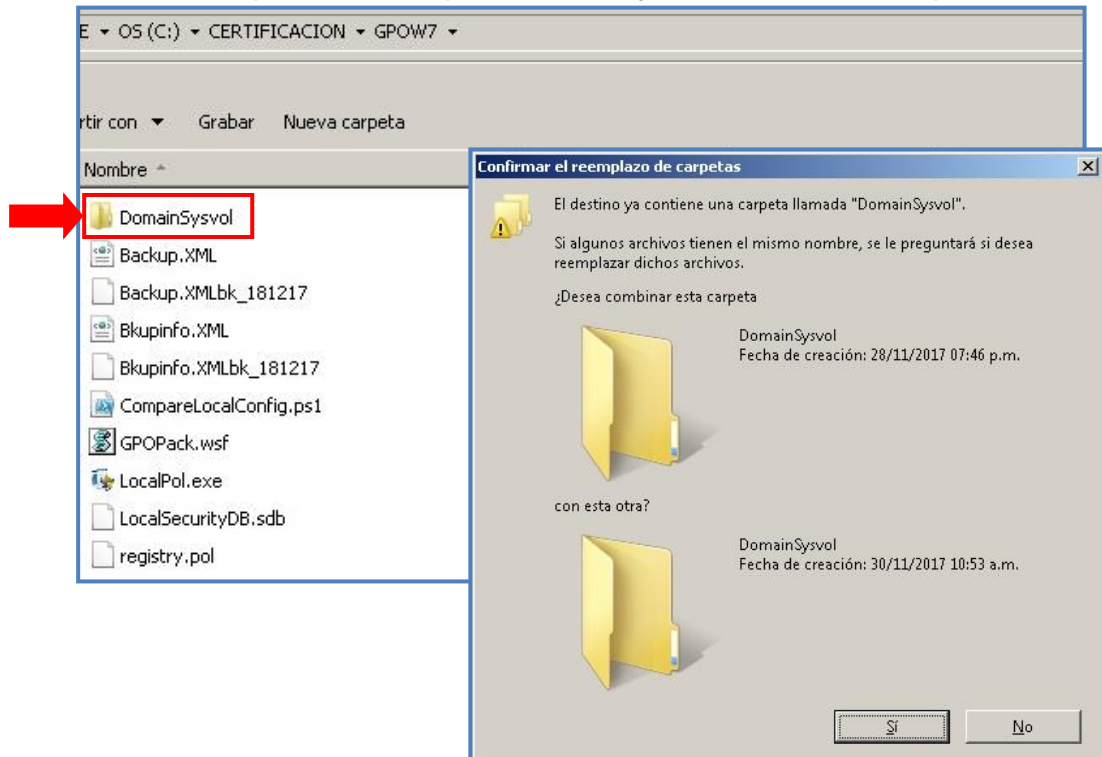 E ▾ OS (C:) ▾ CERTIFICACION ▾ GPOW7 ▾
rtir con ▾ Grabar Nueva carpeta
Nombre
DomainSysvol
Backup.XML
Backup.XMLbk_181217
Bkupinfo.XML
Bkupinfo.XMLbk_181217
CompareLocalConfig.ps1
GPOPack.wsf
LocalPol.exe
LocalSecurityDB.sdb
registry.pol
Confirmar el reemplazo de carpetas
El destino ya contiene una carpeta llamada "DomainSysvol".
Si algunos archivos tienen el mismo nombre, se le preguntará si desea
reemplazar dichos archivos.
¿Desea combinar esta carpeta
DomainSysvol
Fecha de creación: 28/11/2017 07:46 p.m.
con esta otra?
DomainSysvol
Fecha de creación: 30/11/2017 10:53 a.m.
Sí No